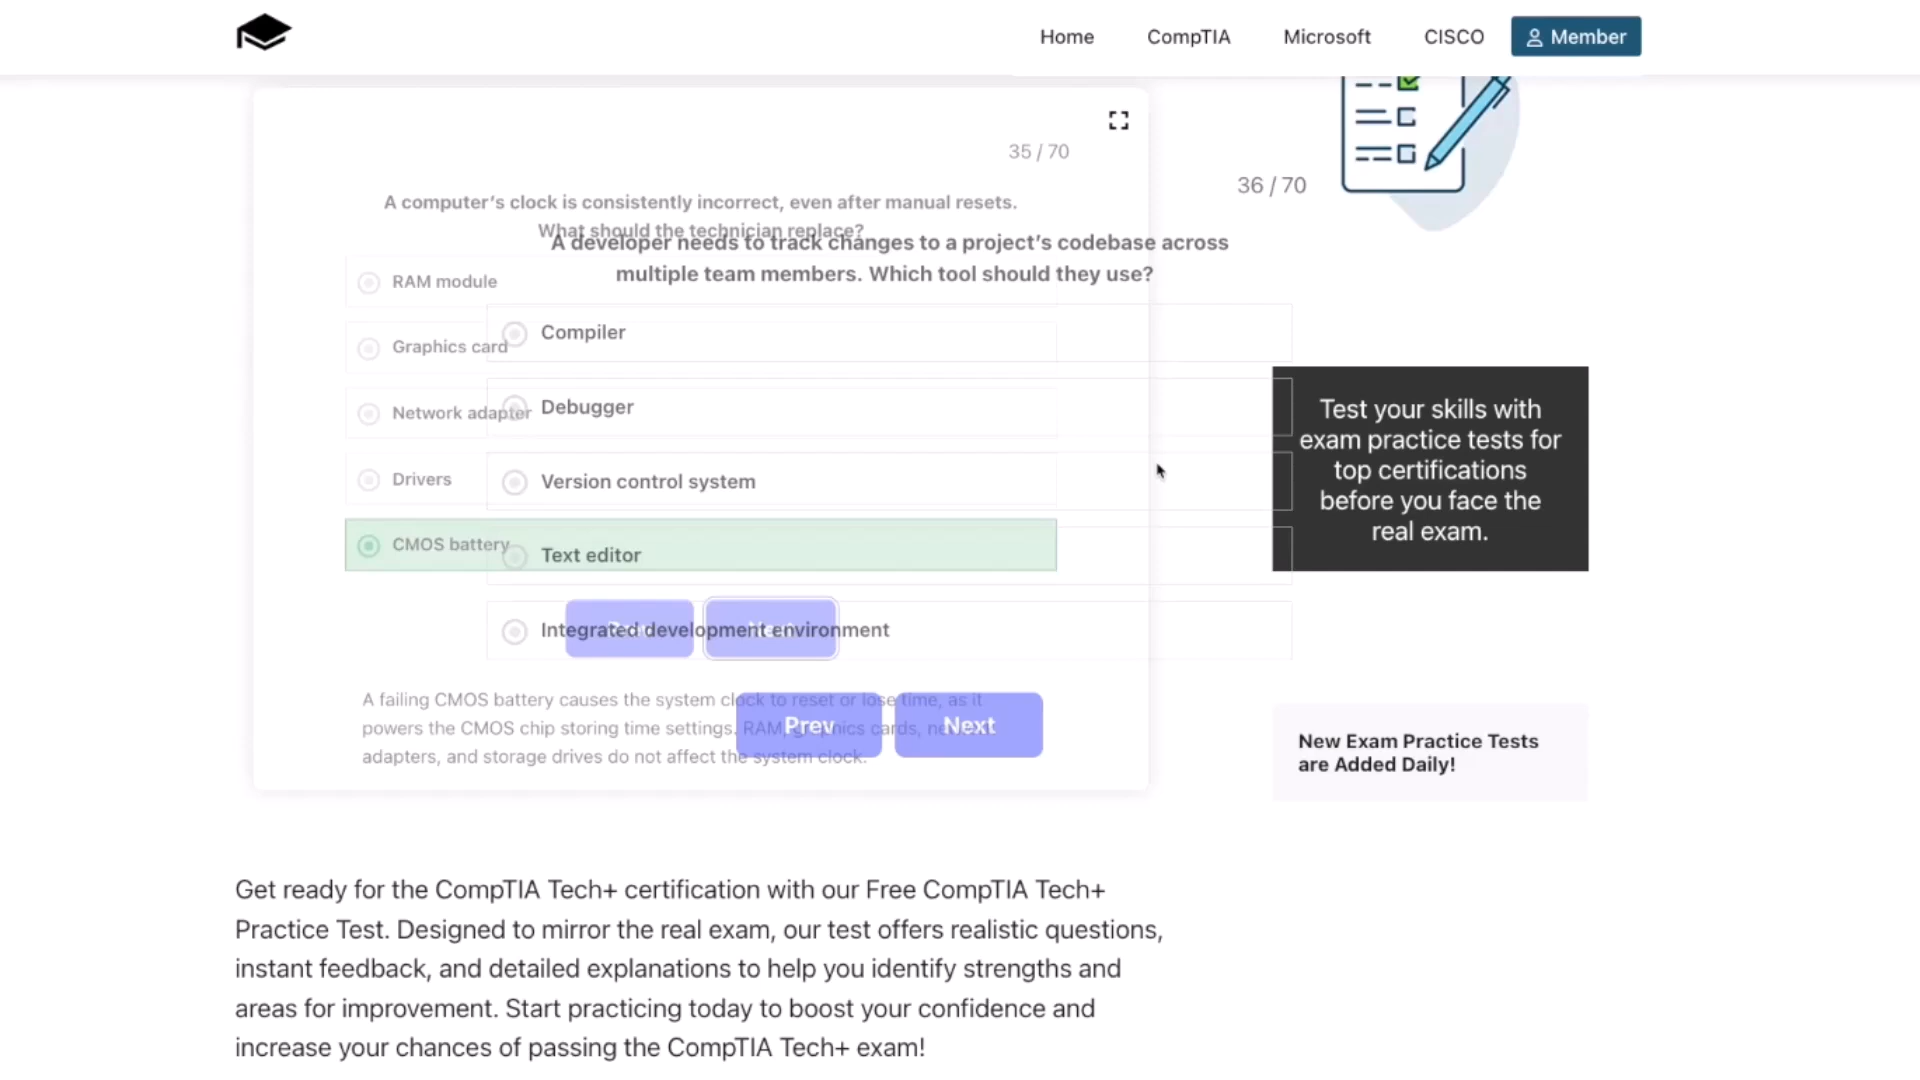 Home
CompTIA
Microsoft
CISCO
Member
35 / 70
36 / 70
A computer's clock is consistently incorrect, even after manual resets.
What should the technician replace?
A developer needs to track changes to a project's codebase across
multiple team members. Which tool should they use?
RAM module
Graphics card
Network adapter
Drivers
CMOS battery
Compiler
Debugger
Version control system
Text editor
Integrated development environment
A failing CMOS battery causes the system clock to reset or lose time, as it
powers the CMOS chip storing time settings. RAM, graphics cards,
adapters, and storage drives do not affect the system clock.
Prev
Next
Test your skills with
exam practice tests for
top certifications
before you face the
real exam.
New Exam Practice Tests
are Added Daily!
Get ready for the CompTIA Tech+ certification with our Free CompTIA Tech+
Practice Test. Designed to mirror the real exam, our test offers realistic questions,
instant feedback, and detailed explanations to help you identify strengths and
areas for improvement. Start practicing today to boost your confidence and
increase your chances of passing the CompTIA Tech+ exam!